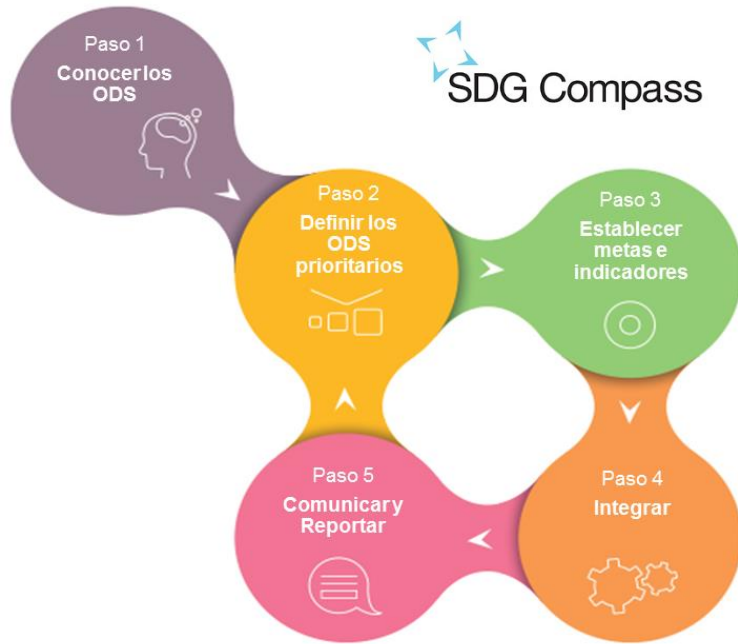 Paso 1
Conocer los
ODS
SDG Compass
Paso 2
Definir los
ODS
prioritarios
Paso 3
Establecer
metas e
indicadores
Paso 4
Integrar
Paso 5
Comunicar y
Reportar